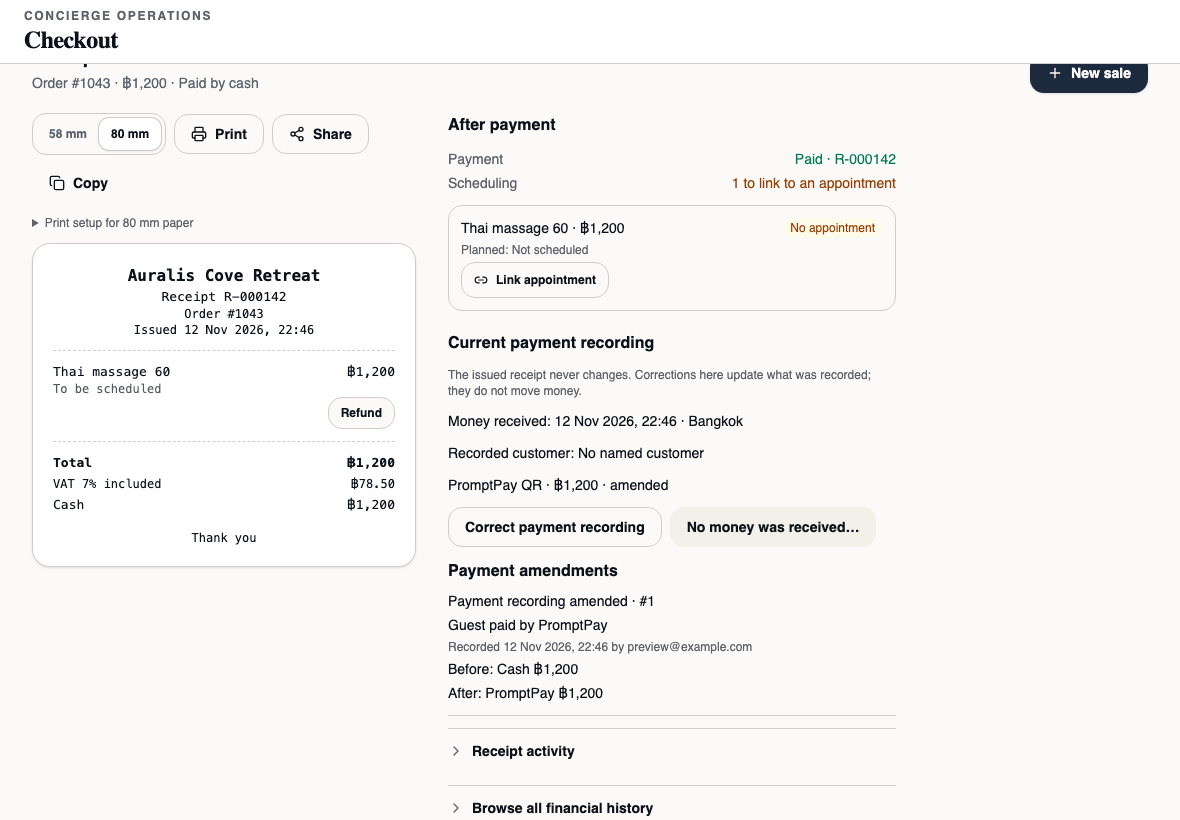 CONCIERGE OPERATIONS
Checkout
Order #1043 · ฿1,200 · Paid by cash
+ New sale
58 mm
80 mm
Print
Share
Copy
Print setup for 80 mm paper
Auralis Cove Retreat
Receipt R-000142
Order #1043
Issued 12 Nov 2026, 22:46
Thai massage 60 ฿1,200
To be scheduled
Refund
Total ฿1,200
VAT 7% included ฿78.50
Cash ฿1,200
Thank you
After payment
Payment Paid · R-000142
Scheduling 1 to link to an appointment
Thai massage 60 · ฿1,200 No appointment
Planned: Not scheduled
Link appointment
Current payment recording
The issued receipt never changes. Corrections here update what was recorded;
they do not move money.
Money received: 12 Nov 2026, 22:46 · Bangkok
Recorded customer: No named customer
PromptPay QR · ฿1,200 · amended
Correct payment recording
No money was received…
Payment amendments
Payment recording amended · #1
Guest paid by PromptPay
Recorded 12 Nov 2026, 22:46 by preview@example.com
Before: Cash ฿1,200
After: PromptPay ฿1,200
Receipt activity
Browse all financial history